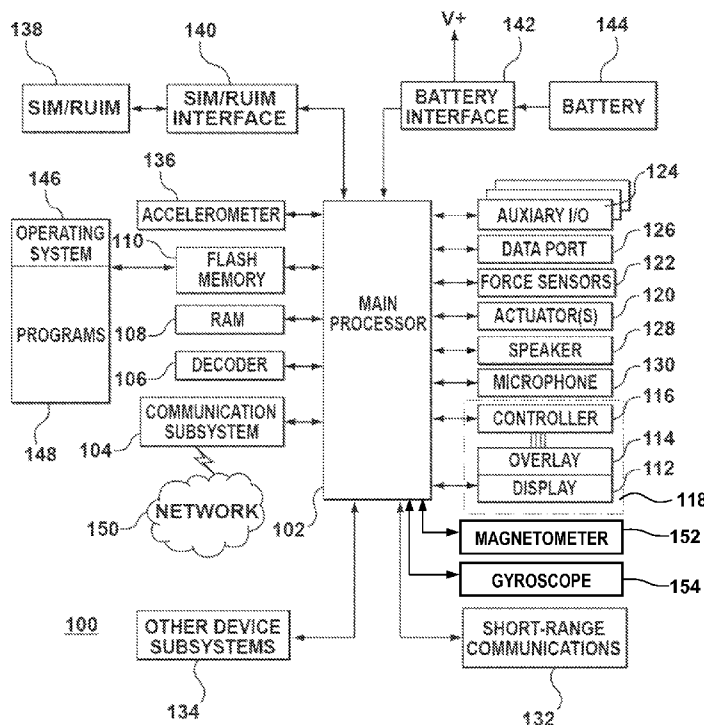 138
140
V+
142
144
SIM/RUIM
SIM/RUIM
INTERFACE
BATTERY
INTERFACE
BATTERY
136
146
ACCELEROMETER
124
AUXIARY I/O
OPERATING
SYSTEM
110
FLASH
MEMORY
DATA PORT
126
FORCE SENSORS
122
PROGRAMS
108
RAM
MAIN
PROCESSOR
ACTUATOR(S)
120
SPEAKER
128
106
DECODER
MICROPHONE
130
148
104
COMMUNICATION
SUBSYSTEM
CONTROLLER
116
OVERLAY
114
DISPLAY
112
118
150
NETWORK
102
MAGNETOMETER
152
GYROSCOPE
154
100
OTHER DEVICE
SUBSYSTEMS
134
SHORT-RANGE
COMMUNICATIONS
132